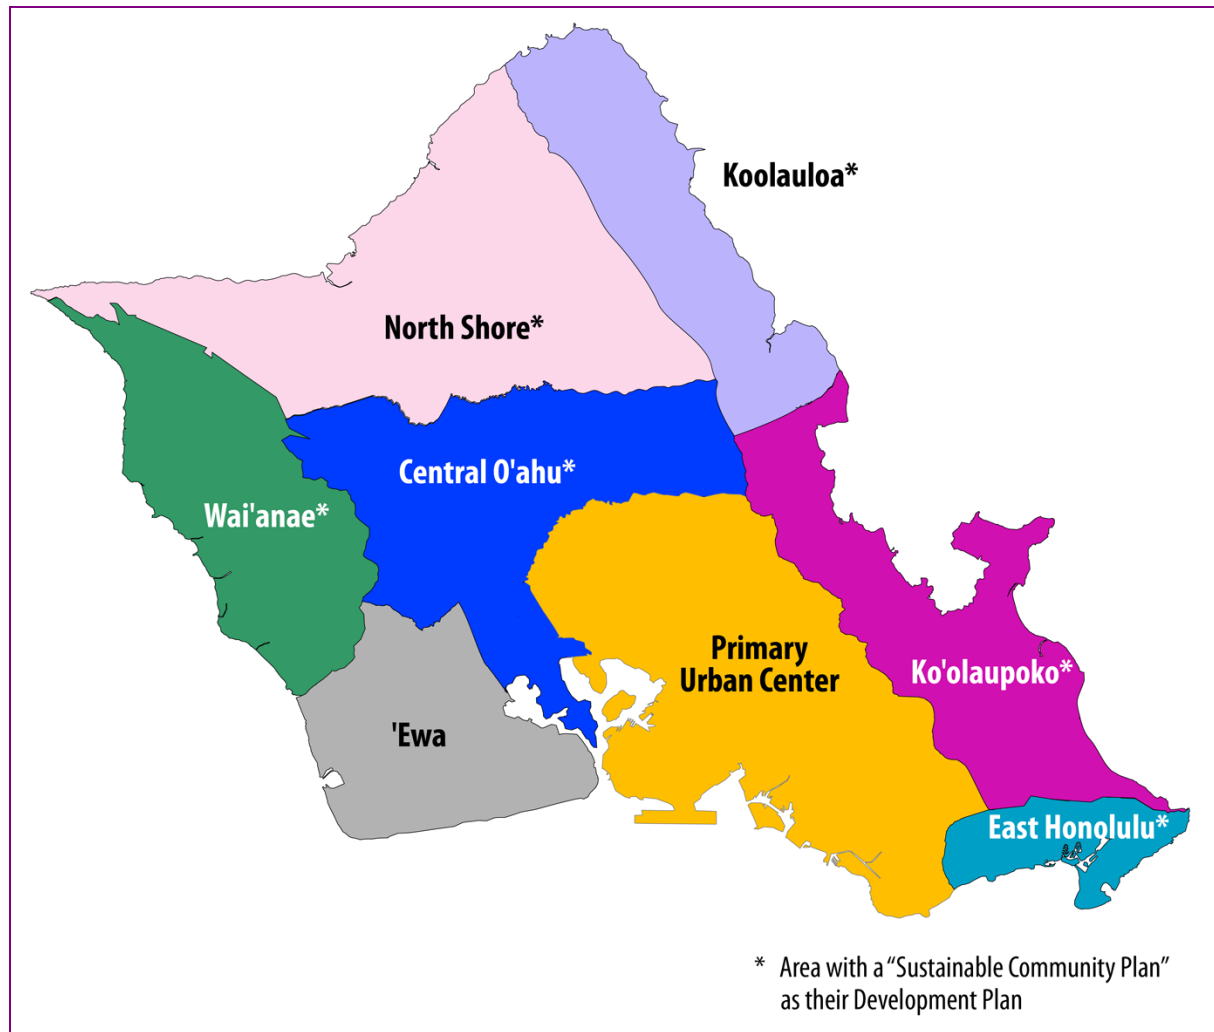 Koolauloa*
North Shore*
Central O'ahu*
Wai'anae*
Primary
Urban Center
Ko'olaupoko*
'Ewa
East Honolulu*
* Area with a “Sustainable Community Plan”
as their Development Plan